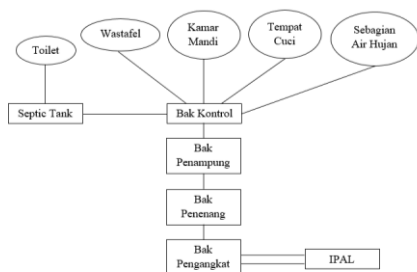 Toilet
Wastafel
Kamar
Mandi
Tempat
Cuci
Sebagian
Air Hujan
Septic Tank
Bak Kontrol
Bak
Penampung
Bak
Penenang
Bak
Pengangkat
IPAL